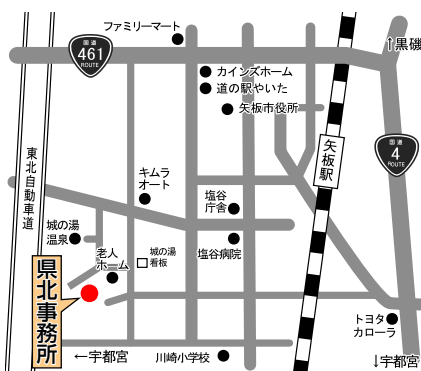 ファミリーマート
国道
461
ROUTE
↑黒磯
カインズホーム
道の駅やいた
矢板市役所
国道
4
ROUTE
矢板駅
東北自動車道
キムラ
オート
塩谷
庁舎
城の湯
温泉
老人
ホーム
城の湯
看板
塩谷病院
県北事務所
トヨタ
カローラ
←宇都宮
川崎小学校
↓宇都宮